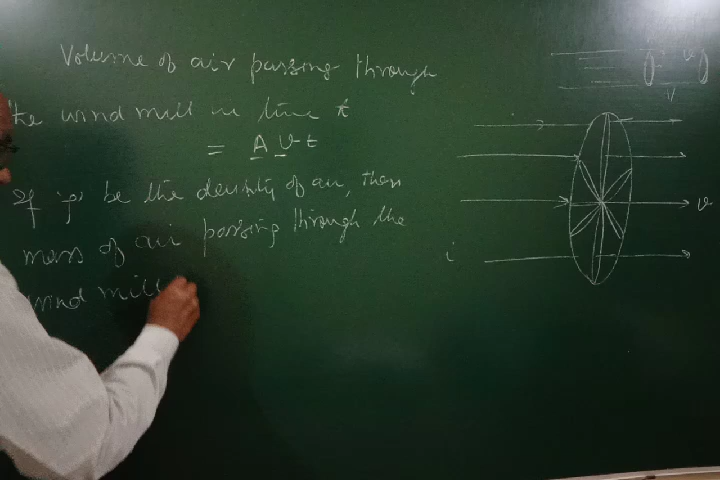 Volume of air passing through
the wind mill in time t
= A v t
If 'ρ' be the density of air, then
mass of air passing through the
wind mill
v
v